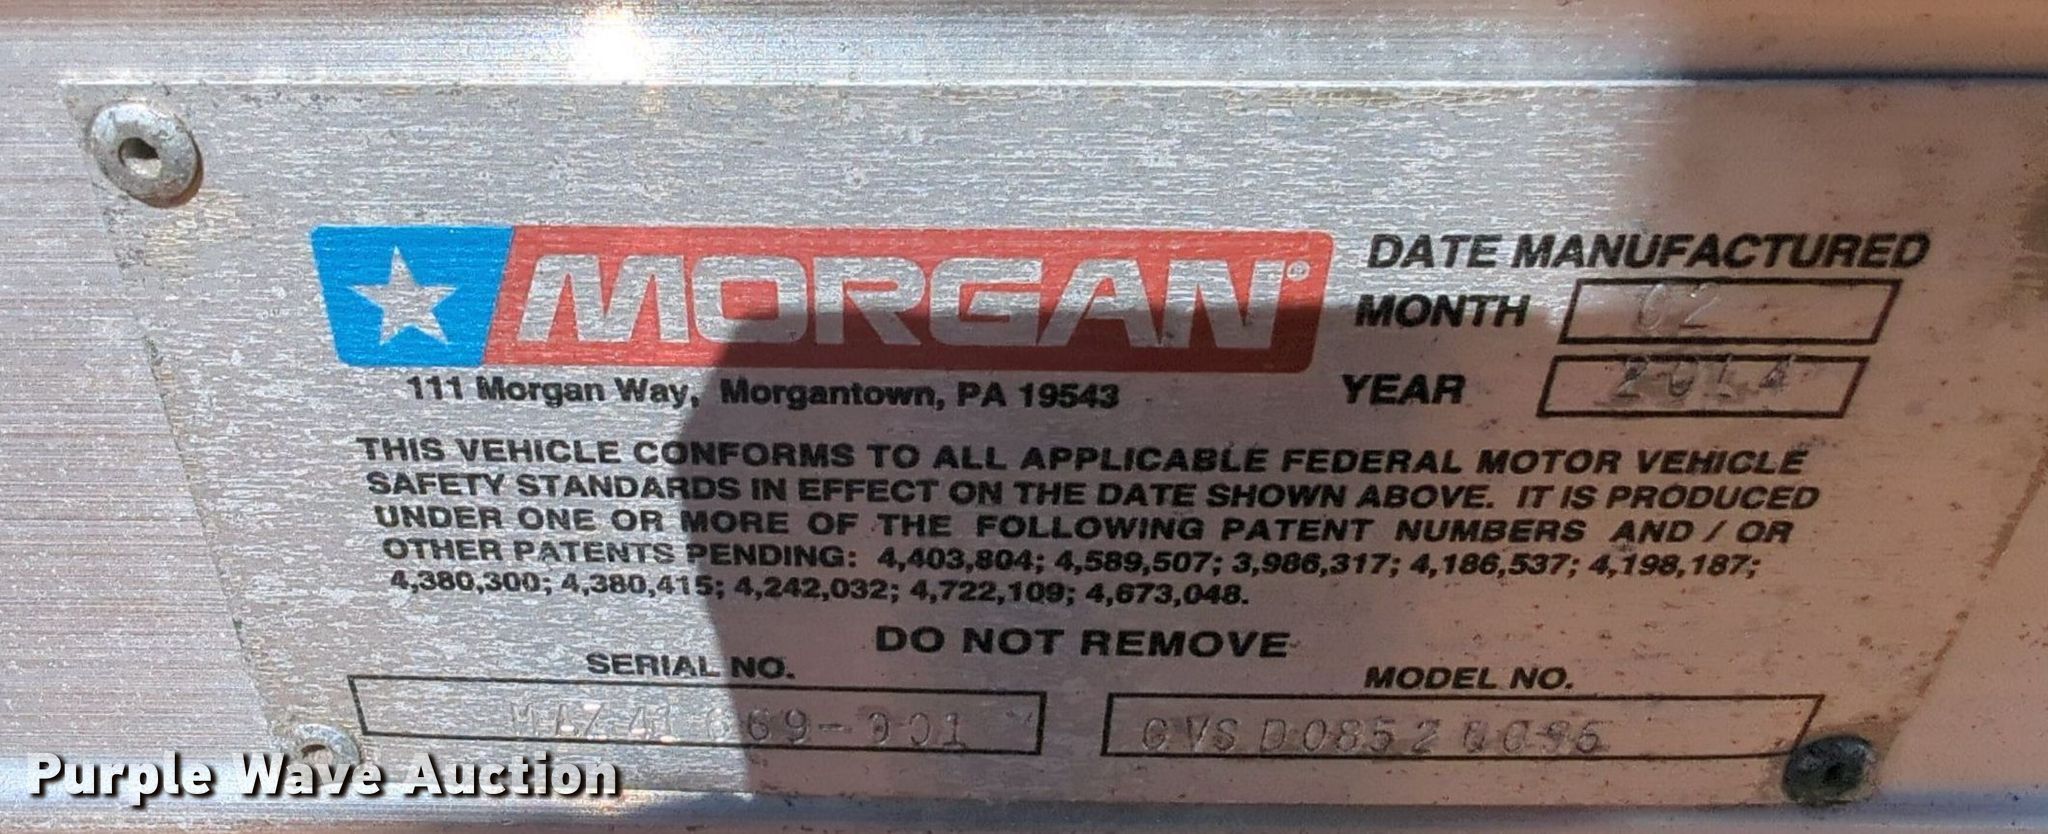 MORGAN®
DATE MANUFACTURED
MONTH 02
YEAR 2014
111 Morgan Way, Morgantown, PA 19543
THIS VEHICLE CONFORMS TO ALL APPLICABLE FEDERAL MOTOR VEHICLE
SAFETY STANDARDS IN EFFECT ON THE DATE SHOWN ABOVE. IT IS PRODUCED
UNDER ONE OR MORE OF THE FOLLOWING PATENT NUMBERS AND / OR
OTHER PATENTS PENDING: 4,403,804; 4,589,507; 3,986,317; 4,186,537; 4,198,187;
4,380,300; 4,380,415; 4,242,032; 4,722,109; 4,673,048.
DO NOT REMOVE
SERIAL NO.
MODEL NO.
Purple Wave Auction